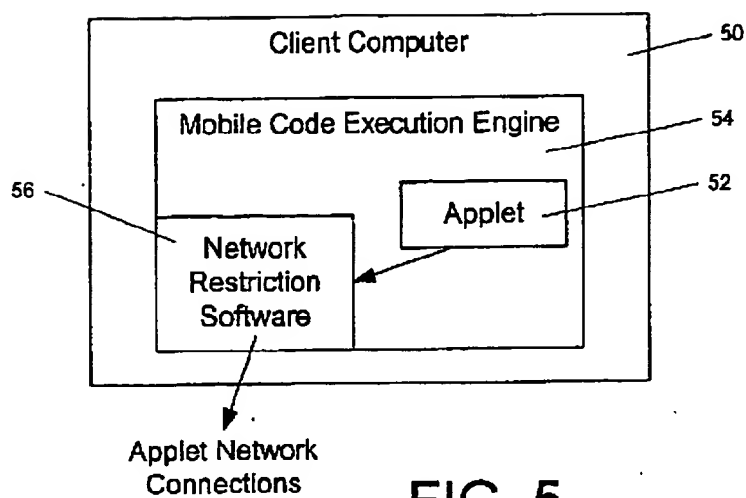 Client Computer
50
Mobile Code Execution Engine
54
56
52
Applet
Network
Restriction
Software
Applet Network
Connections
FIG. 5